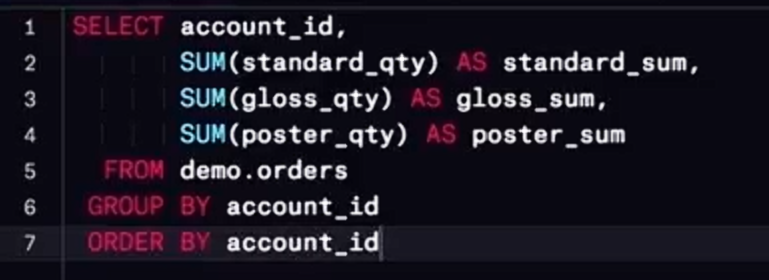 1 SELECT account_id,
2 SUM(standard_qty) AS standard_sum,
3 SUM(gloss_qty) AS gloss_sum,
4 SUM(poster_qty) AS poster_sum
5 FROM demo.orders
6 GROUP BY account_id
7 ORDER BY account_id